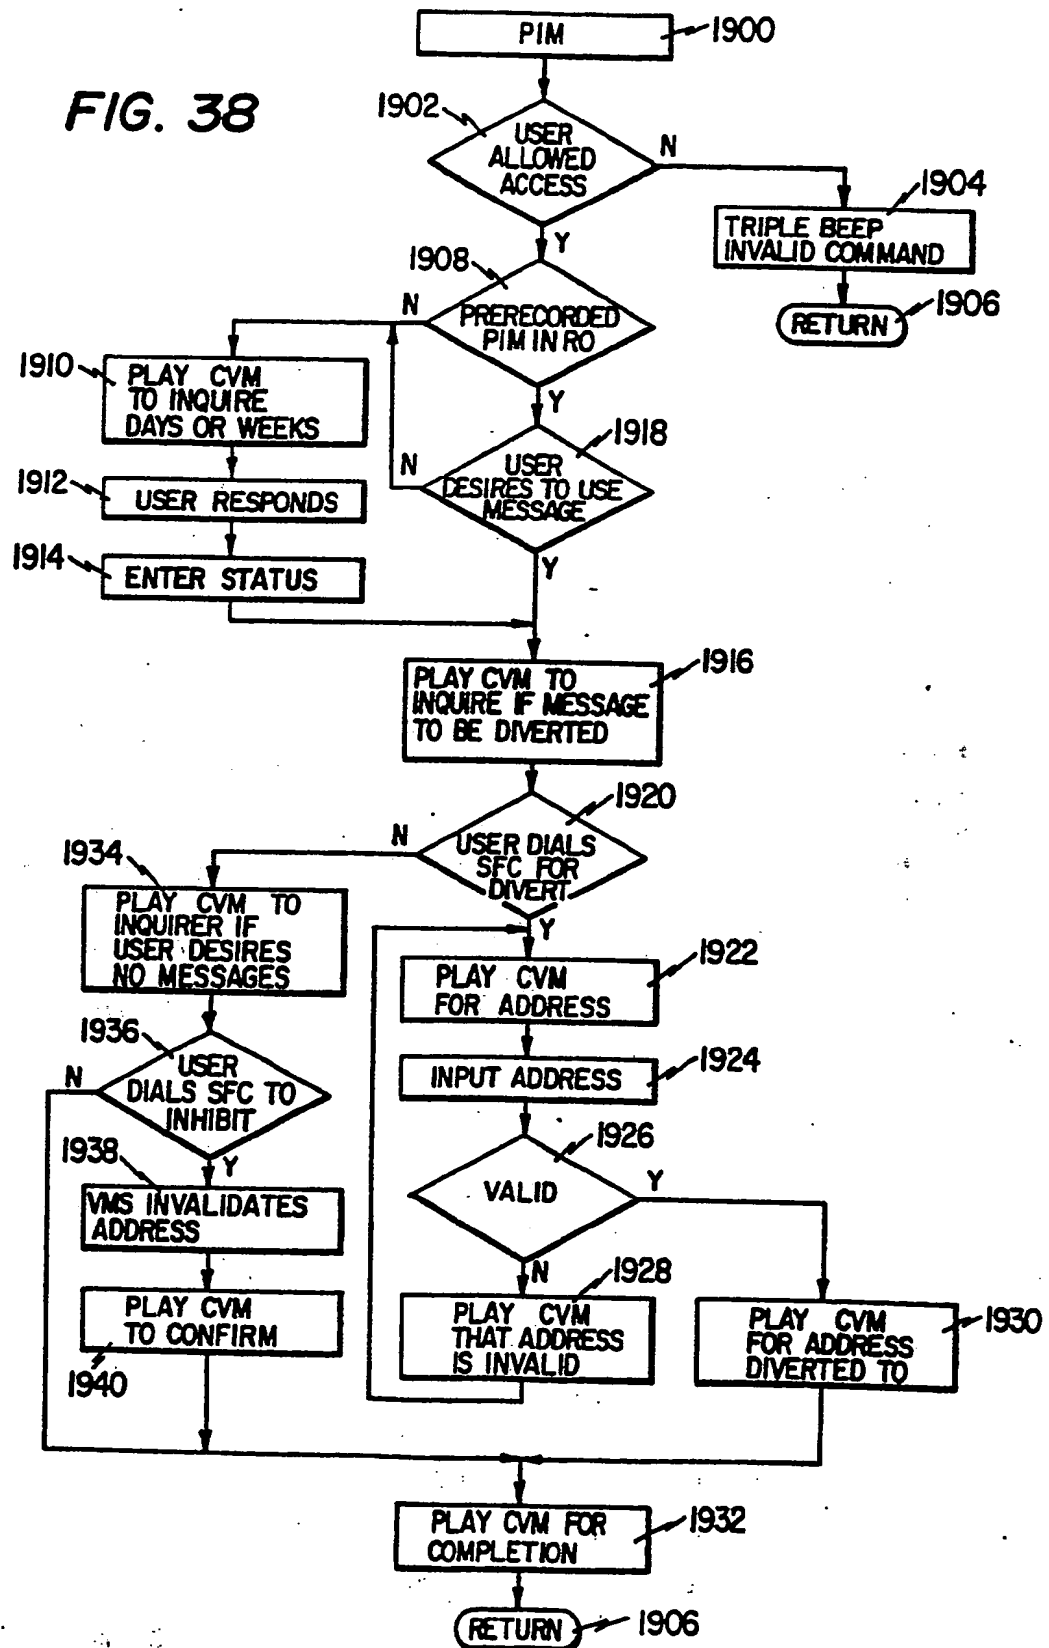 PIM
1900
FIG. 38
1902
USER
ALLOWED
ACCESS
N
Y
1904
TRIPLE BEEP
INVALID COMMAND
RETURN
1906
1908
PRERECORDED
PIM IN RO
N
Y
1910
PLAY CVM
TO INQUIRE
DAYS OR WEEKS
1918
USER
DESIRES TO USE
MESSAGE
N
Y
1912
USER RESPONDS
1914
ENTER STATUS
1916
PLAY CVM TO
INQUIRE IF MESSAGE
TO BE DIVERTED
1920
USER DIALS
SFC FOR
DIVERT
N
Y
1934
PLAY CVM TO
INQUIRER IF
USER DESIRES
NO MESSAGES
1922
PLAY CVM
FOR ADDRESS
1936
USER
DIALS SFC TO
INHIBIT
N
Y
1924
INPUT ADDRESS
1926
VALID
Y
N
1938
VMS INVALIDATES
ADDRESS
1928
PLAY CVM
THAT ADDRESS
IS INVALID
1930
PLAY CVM
FOR ADDRESS
DIVERTED TO
PLAY CVM
TO CONFIRM
1940
PLAY CVM FOR
COMPLETION
1932
RETURN
1906